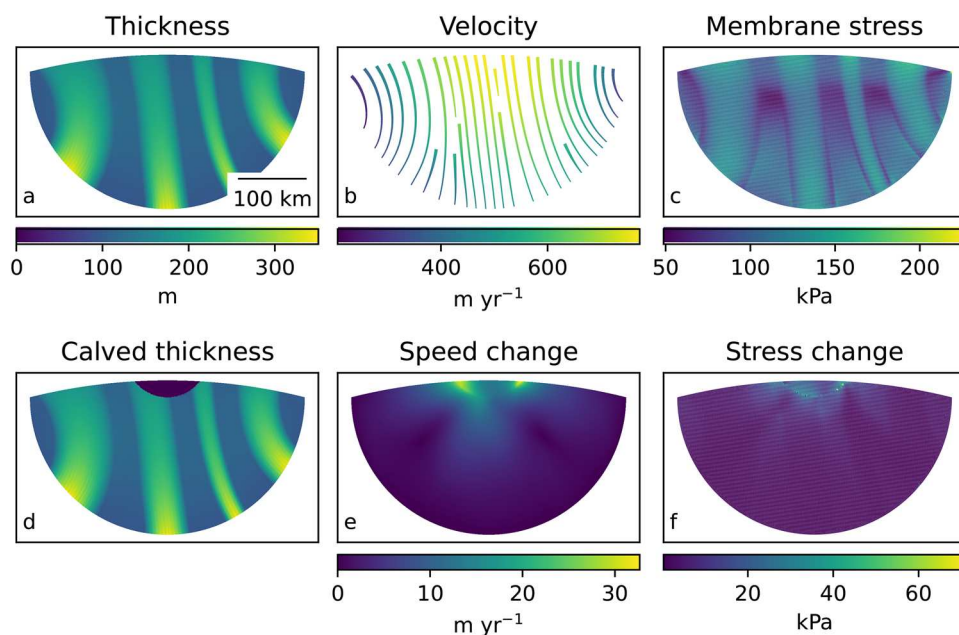 Thickness Velocity Membrane stress
a 100 km b c
0 100 200 300 400 600 50 100 150 200
m m yr⁻¹ kPa
Calved thickness Speed change Stress change
d e f
0 10 20 30 20 40 60
m yr⁻¹ kPa